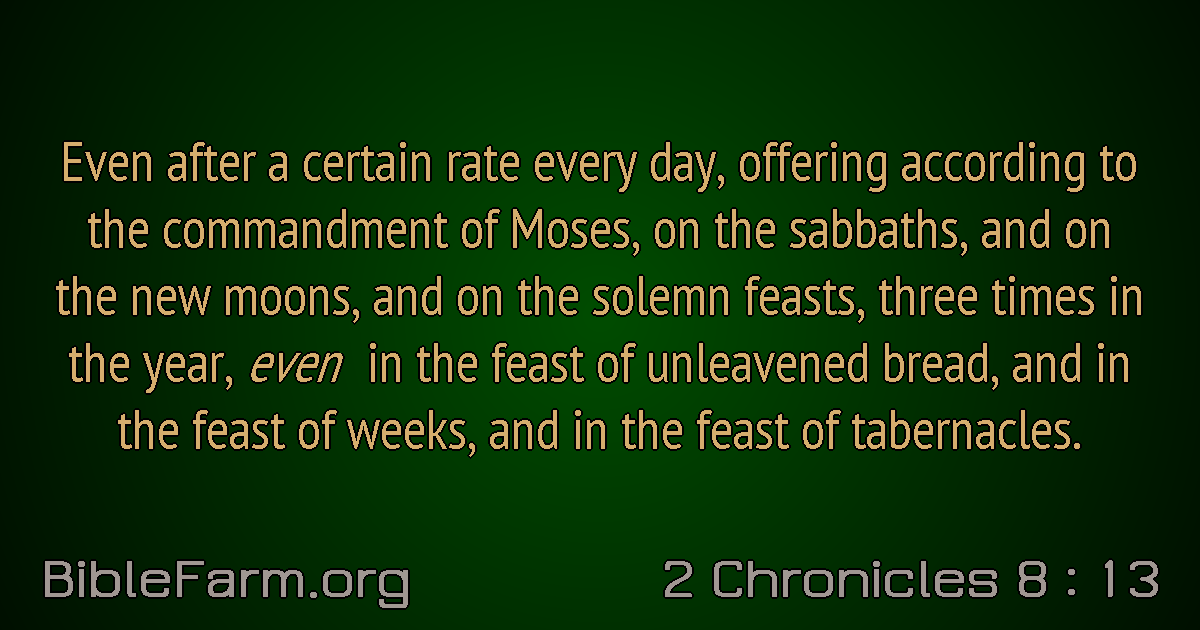 Even after a certain rate every day, offering according to
the commandment of Moses, on the sabbaths, and on
the new moons, and on the solemn feasts, three times in
the year, even in the feast of unleavened bread, and in
the feast of weeks, and in the feast of tabernacles.
BibleFarm.org
2 Chronicles 8 : 13